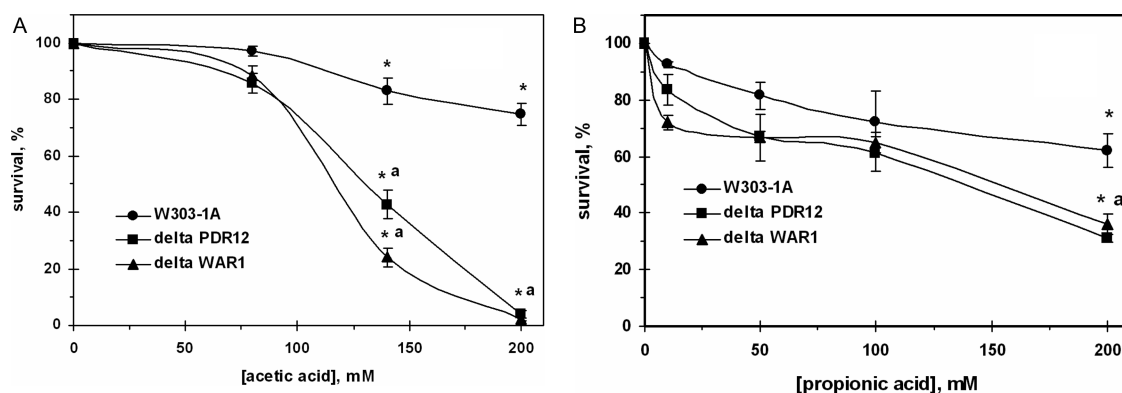 A
100
80
60
40
20
0
survival, %
*
*
* a
* a
* a
W303-1A
delta PDR12
delta WAR1
0
50
100
150
200
[acetic acid], mM
B
100
80
60
40
20
0
survival, %
*
* a
W303-1A
delta PDR12
delta WAR1
0
50
100
150
200
[propionic acid], mM